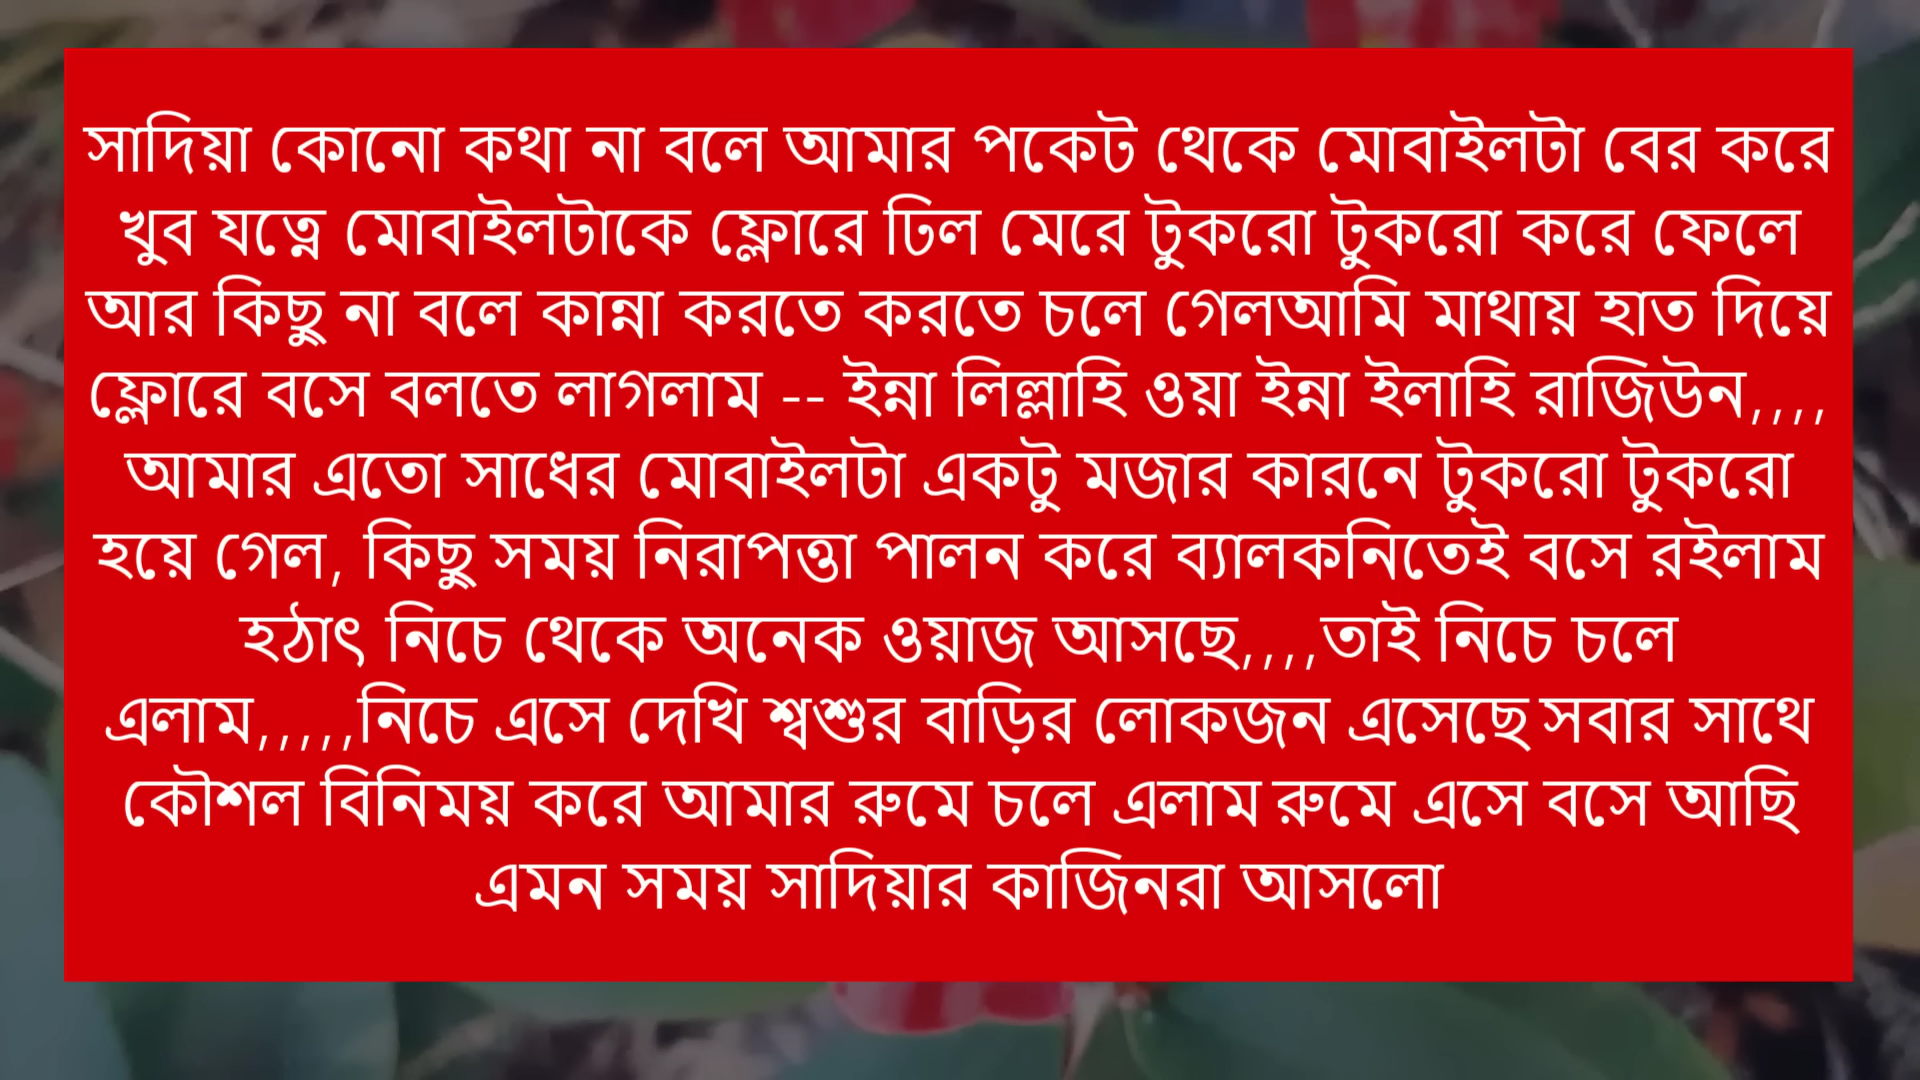 সাদিয়া কোনো কথা না বলে আমার পকেট থেকে মোবাইলটা বের করে
খুব যত্নে মোবাইলটাকে ফ্লোরে ঢিল মেরে টুকরো টুকরো করে ফেলে
আর কিছু না বলে কান্না করতে করতে চলে গেলআমি মাথায় হাত দিয়ে
ফ্লোরে বসে বলতে লাগলাম -- ইন্না লিল্লাহি ওয়া ইন্না ইলাহি রাজিউন,,,,
আমার এতো সাধের মোবাইলটা একটু মজার কারনে টুকরো টুকরো
হয়ে গেল, কিছু সময় নিরাপত্তা পালন করে ব্যালকনিতেই বসে রইলাম
হঠাৎ নিচে থেকে অনেক ওয়াজ আসছে,,,,তাই নিচে চলে
এলাম,,,,,নিচে এসে দেখি শ্বশুর বাড়ির লোকজন এসেছে সবার সাথে
কৌশল বিনিময় করে আমার রুমে চলে এলাম রুমে এসে বসে আছি
এমন সময় সাদিয়ার কাজিনরা আসলো